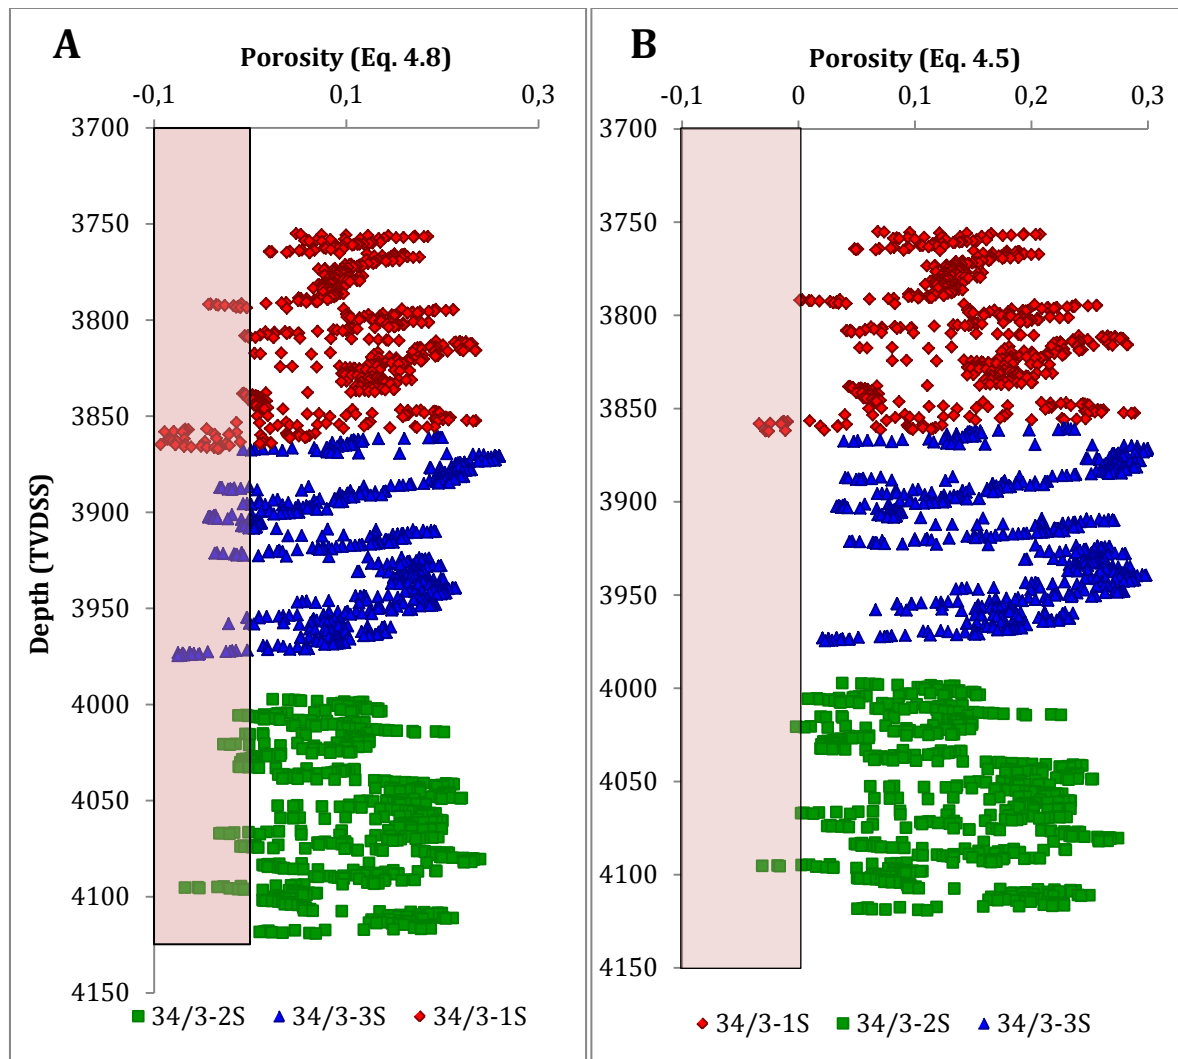 A
Porosity (Eq. 4.8)
-0,1 0,1 0,3
3700
3750
3800
3850
3900
3950
4000
4050
4100
4150
Depth (TVDSS)
34/3-2S 34/3-3S 34/3-1S
B
Porosity (Eq. 4.5)
-0,1 0 0,1 0,2 0,3
3700
3750
3800
3850
3900
3950
4000
4050
4100
4150
34/3-1S 34/3-2S 34/3-3S